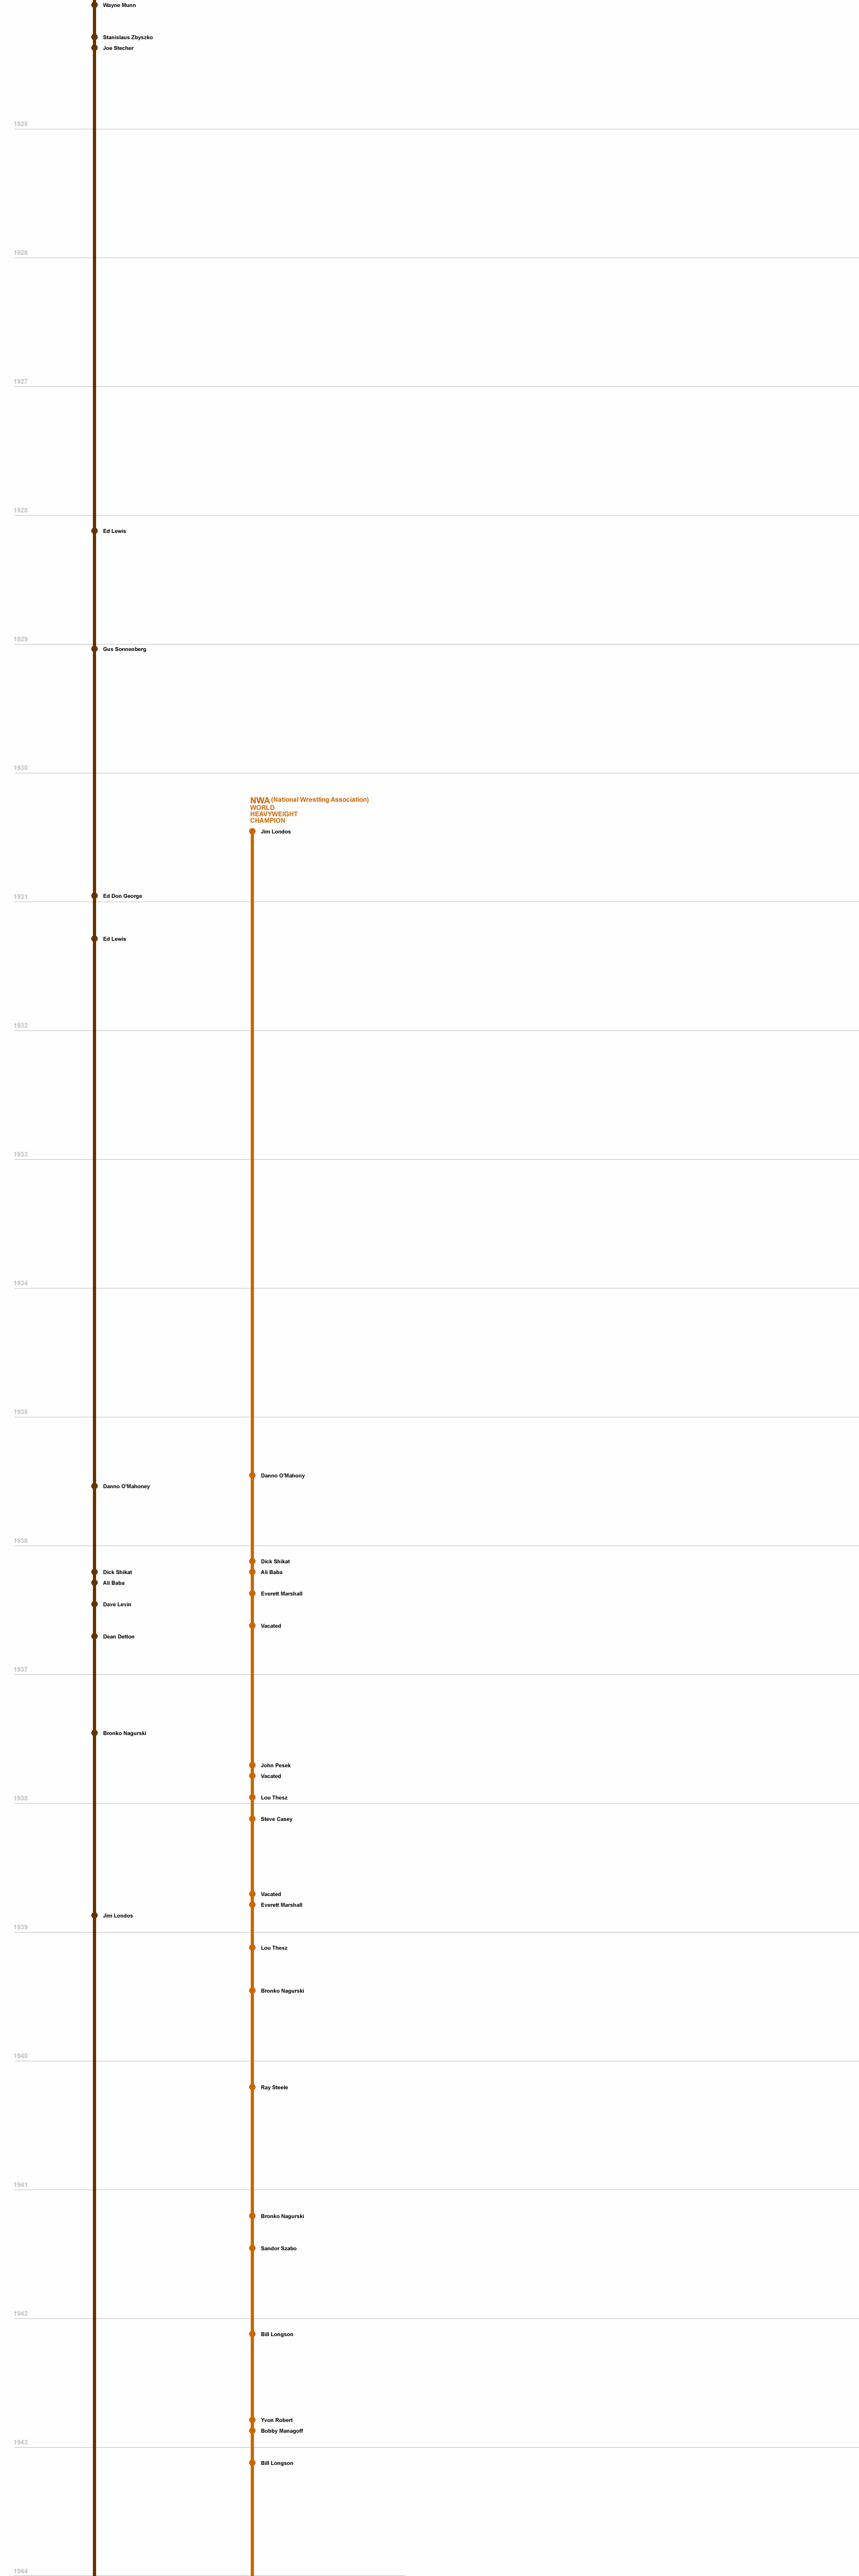 Wayne Munn
Stanislaus Zbyszko
Joe Stecher
1925
1926
1927
1928
Ed Lewis
1929
Gus Sonnenberg
1930
NWA (National Wrestling Association)
WORLD
HEAVYWEIGHT
CHAMPION
Jim Londos
Ed Don George
1931
Ed Lewis
1932
1933
1934
1935
Danno O'Mahony
Danno O'Mahoney
1936
Dick Shikat
Dick Shikat
Ali Baba
Ali Baba
Everett Marshall
Dave Levin
Vacated
Dean Detton
1937
Bronko Nagurski
John Pesek
Vacated
Lou Thesz
1938
Steve Casey
Vacated
Everett Marshall
Jim Londos
1939
Lou Thesz
Bronko Nagurski
1940
Ray Steele
1941
Bronko Nagurski
Sandor Szabo
1942
Bill Longson
Yvon Robert
Bobby Managoff
1943
Bill Longson
1944